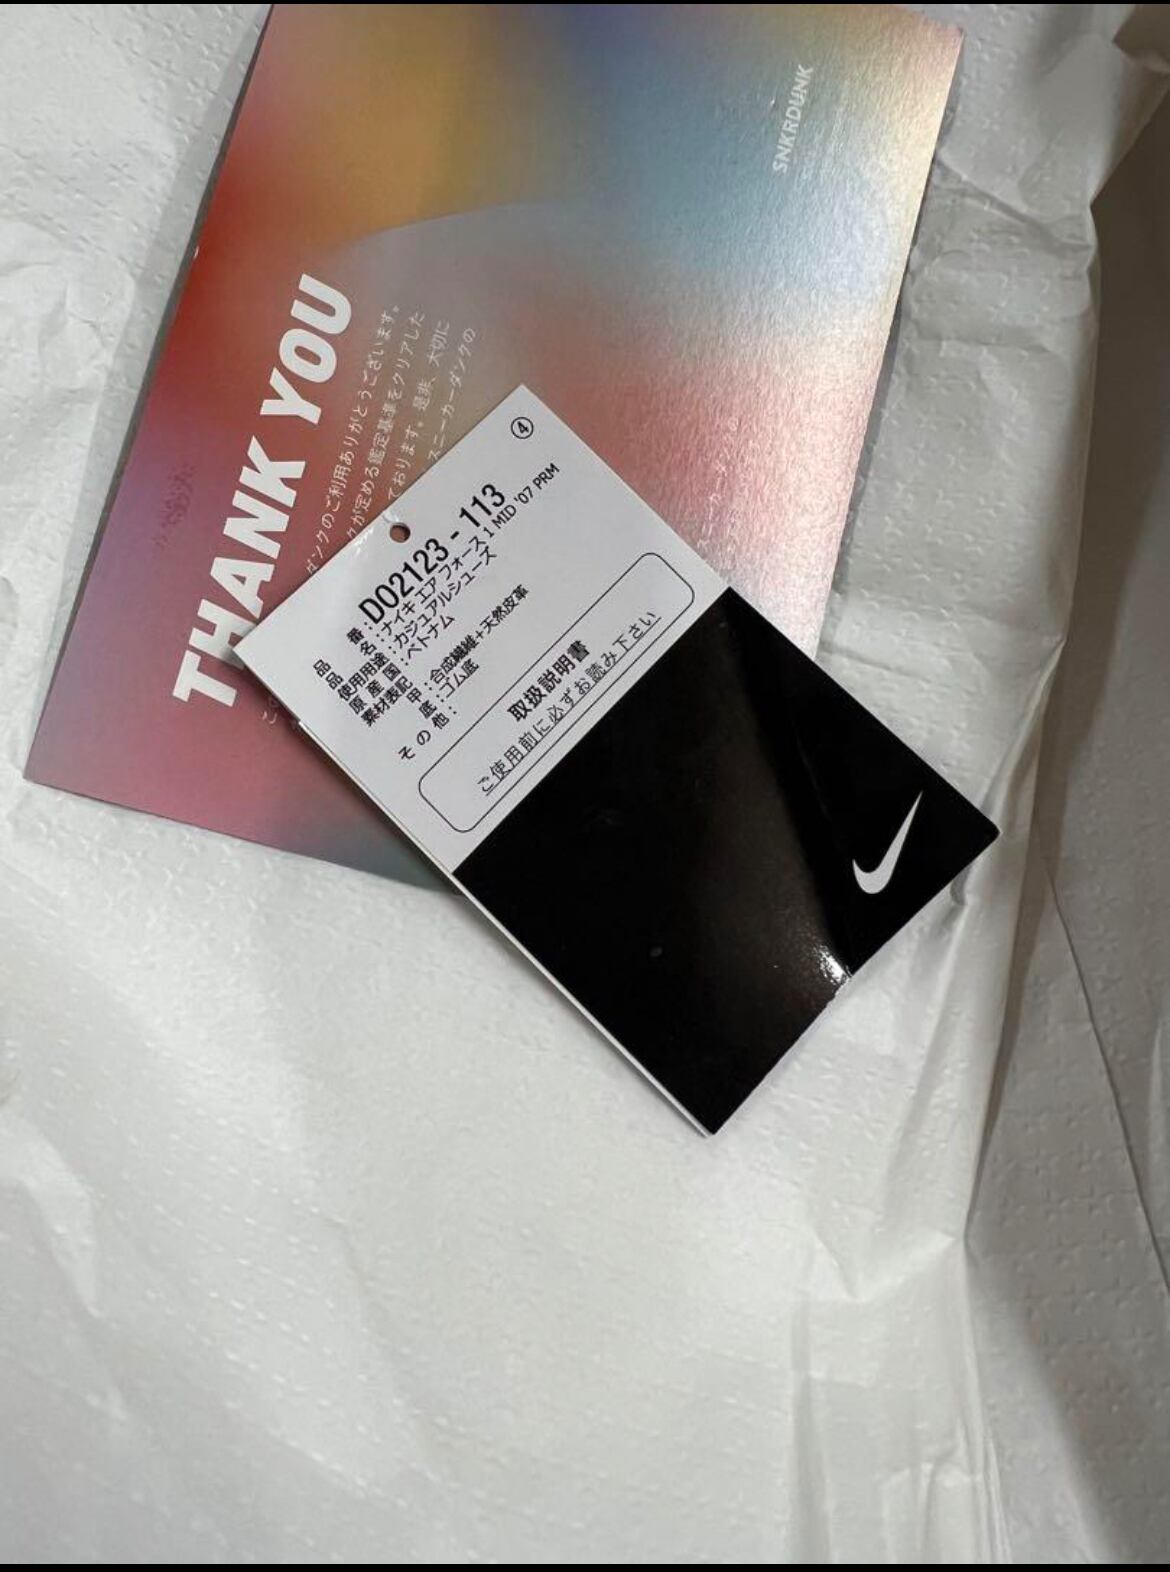 SNKRDUNK
THANK YOU
ダンクのご利用ありがとうございます。
クが定める鑑定基準をクリアした
ております。是非、大切に
スニーカーダンクの
④
品 番：DO2123 - 113
品 名：ナイキ エア フォース 1 MID '07 PRM
使用用途：カジュアルシューズ
原 産 国：ベトナム
素材表記
甲：合成繊維+天然皮革
底：ゴム底
そ の 他：
取扱説明書
ご使用前に必ずお読み下さい